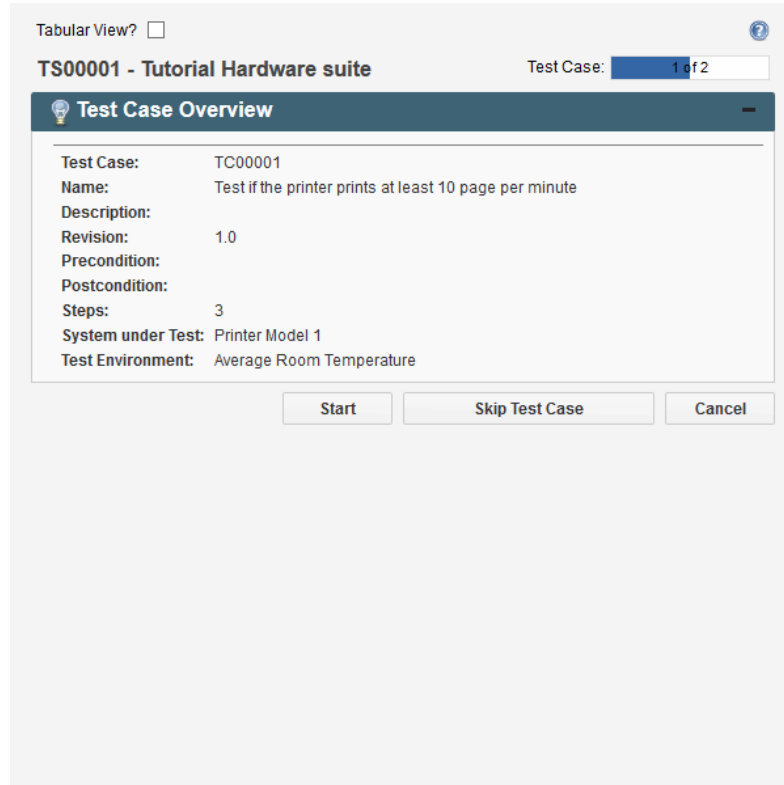 Tabular View?
TS00001 - Tutorial Hardware suite Test Case: 1 of 2
Test Case Overview
Test Case: TC00001
Name: Test if the printer prints at least 10 page per minute
Description:
Revision: 1.0
Precondition:
Postcondition:
Steps: 3
System under Test: Printer Model 1
Test Environment: Average Room Temperature
Start Skip Test Case Cancel